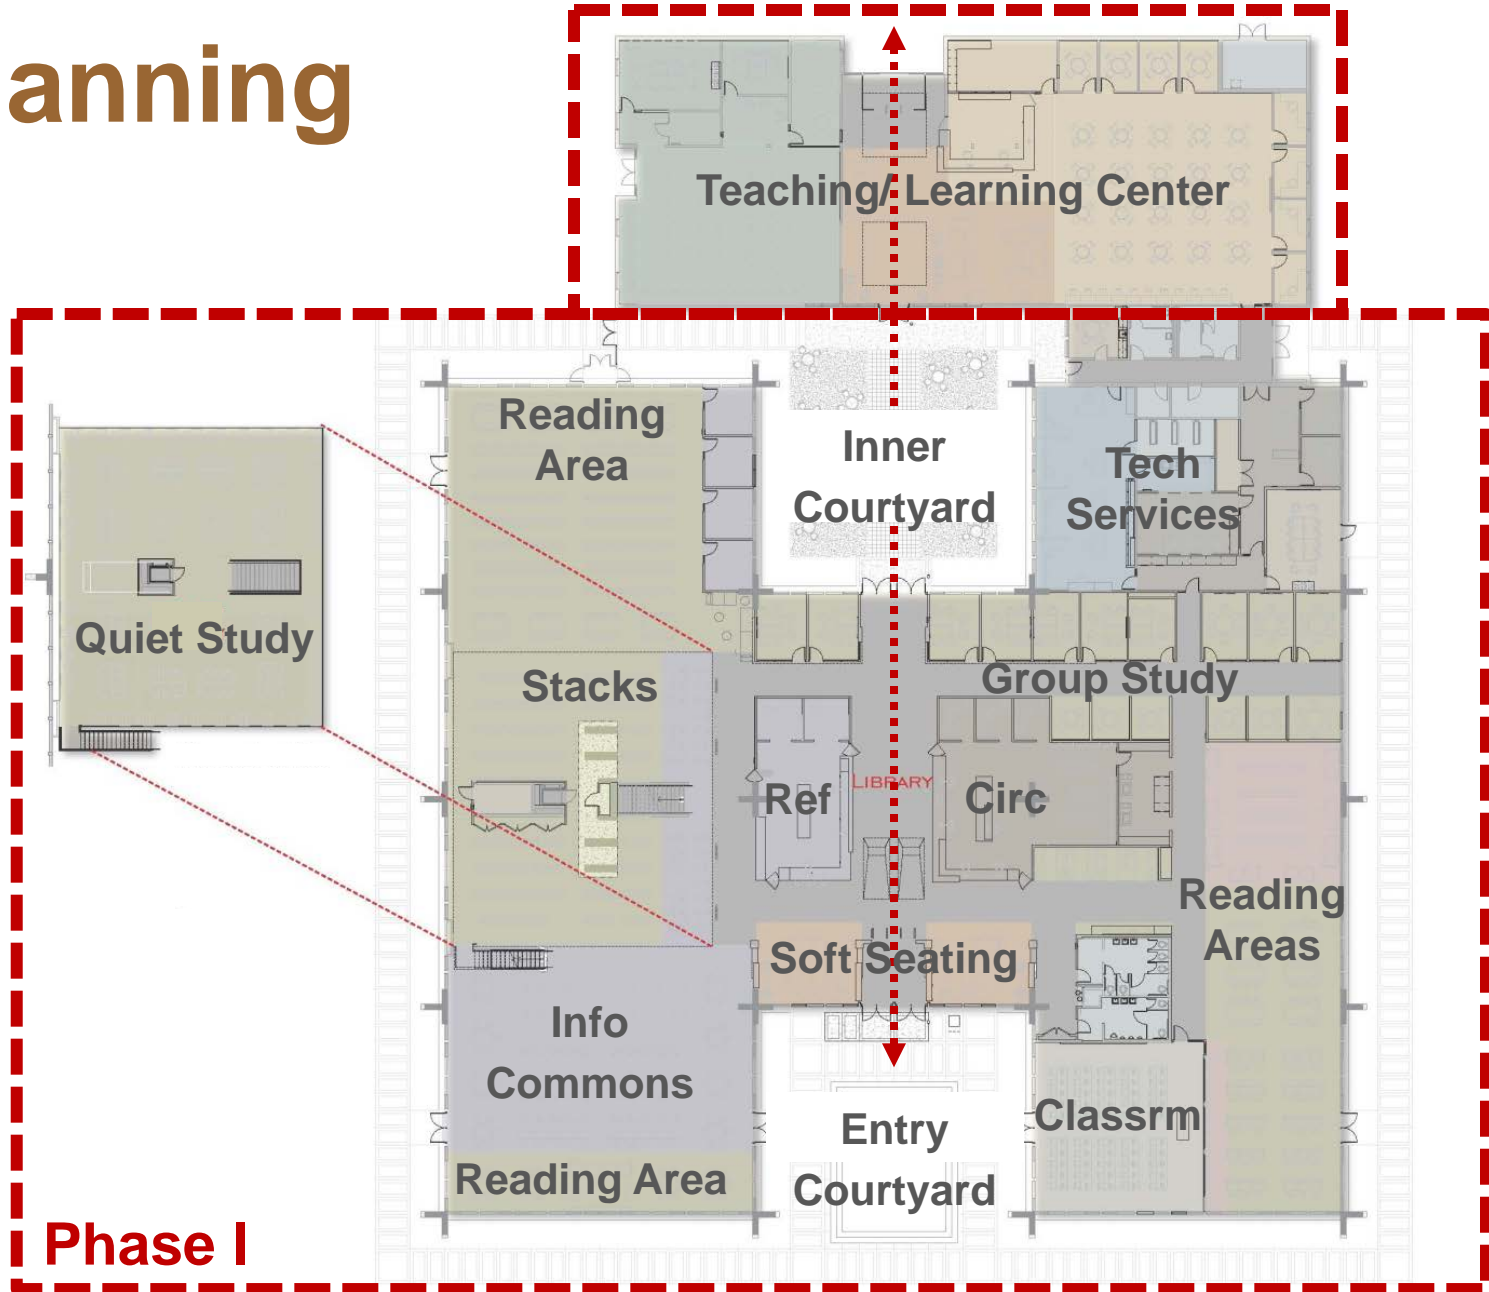 anning
Teaching/ Learning Center
Reading
Area
Inner
Courtyard
Tech
Services
Quiet Study
Stacks
Group Study
Ref
LIBRARY
Circ
Reading
Areas
Soft Seating
Info
Commons
Classrm
Entry
Courtyard
Reading Area
Phase I